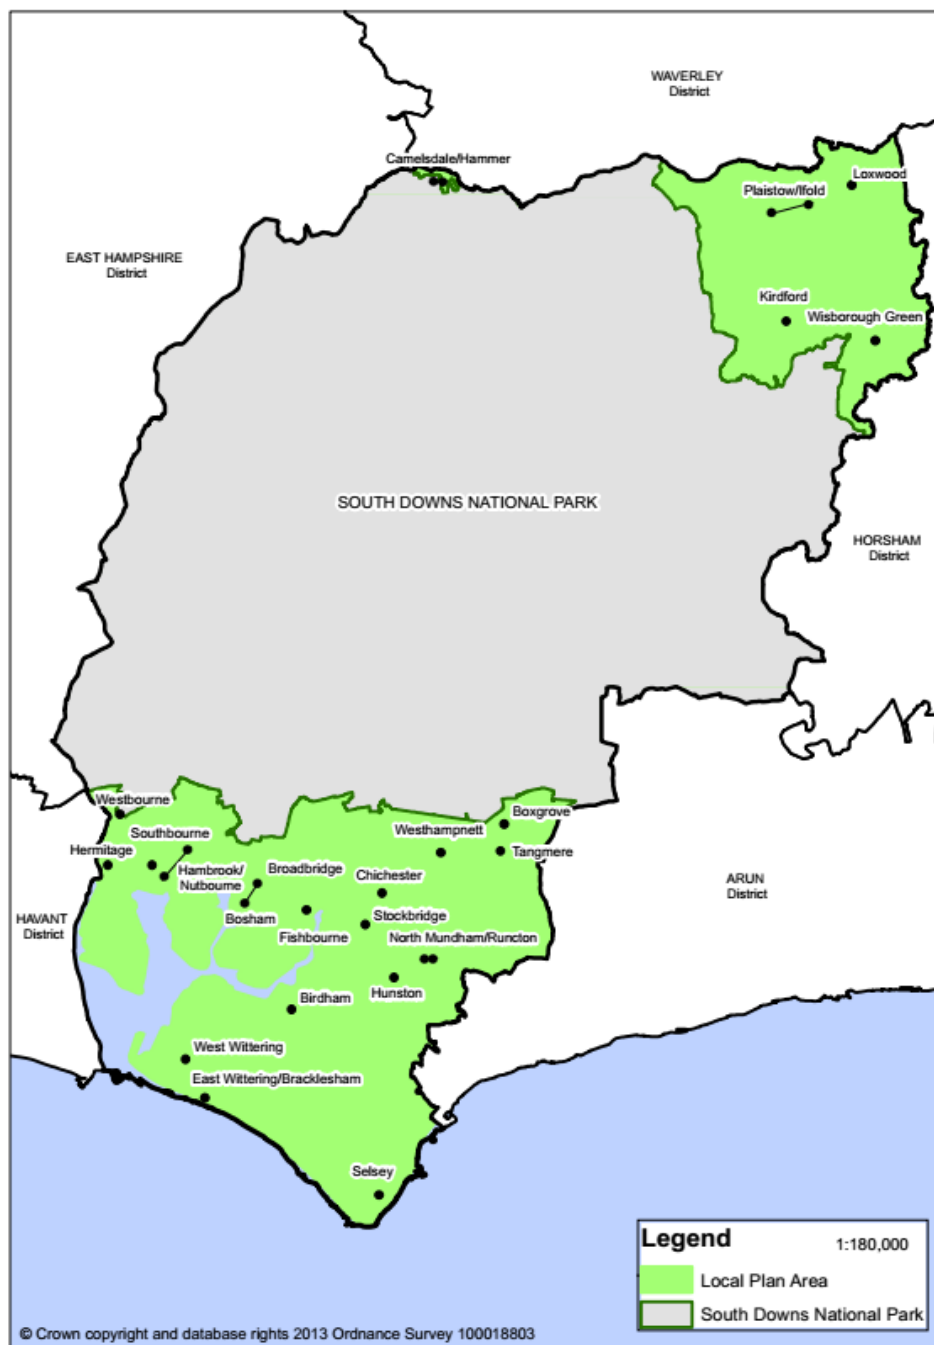 WAVERLEY
District
Camelsdale/Hammer
Loxwood
Plaistow/Ifold
EAST HAMPSHIRE
District
Kirdford
Wisborough Green
SOUTH DOWNS NATIONAL PARK
HORSHAM
District
Westbourne
Boxgrove
Southbourne
Westhampnett
Hermitage
Tangmere
Hambrook/
Nutbourne
Broadbridge
Chichester
ARUN
District
Bosham
HAVANT
District
Stockbridge
Fishbourne
North Mundham/Runcton
Hunston
Birdham
West Wittering
East Wittering/Bracklesham
Selsey
Legend
1:180,000
Local Plan Area
South Downs National Park
© Crown copyright and database rights 2013 Ordnance Survey 100018803